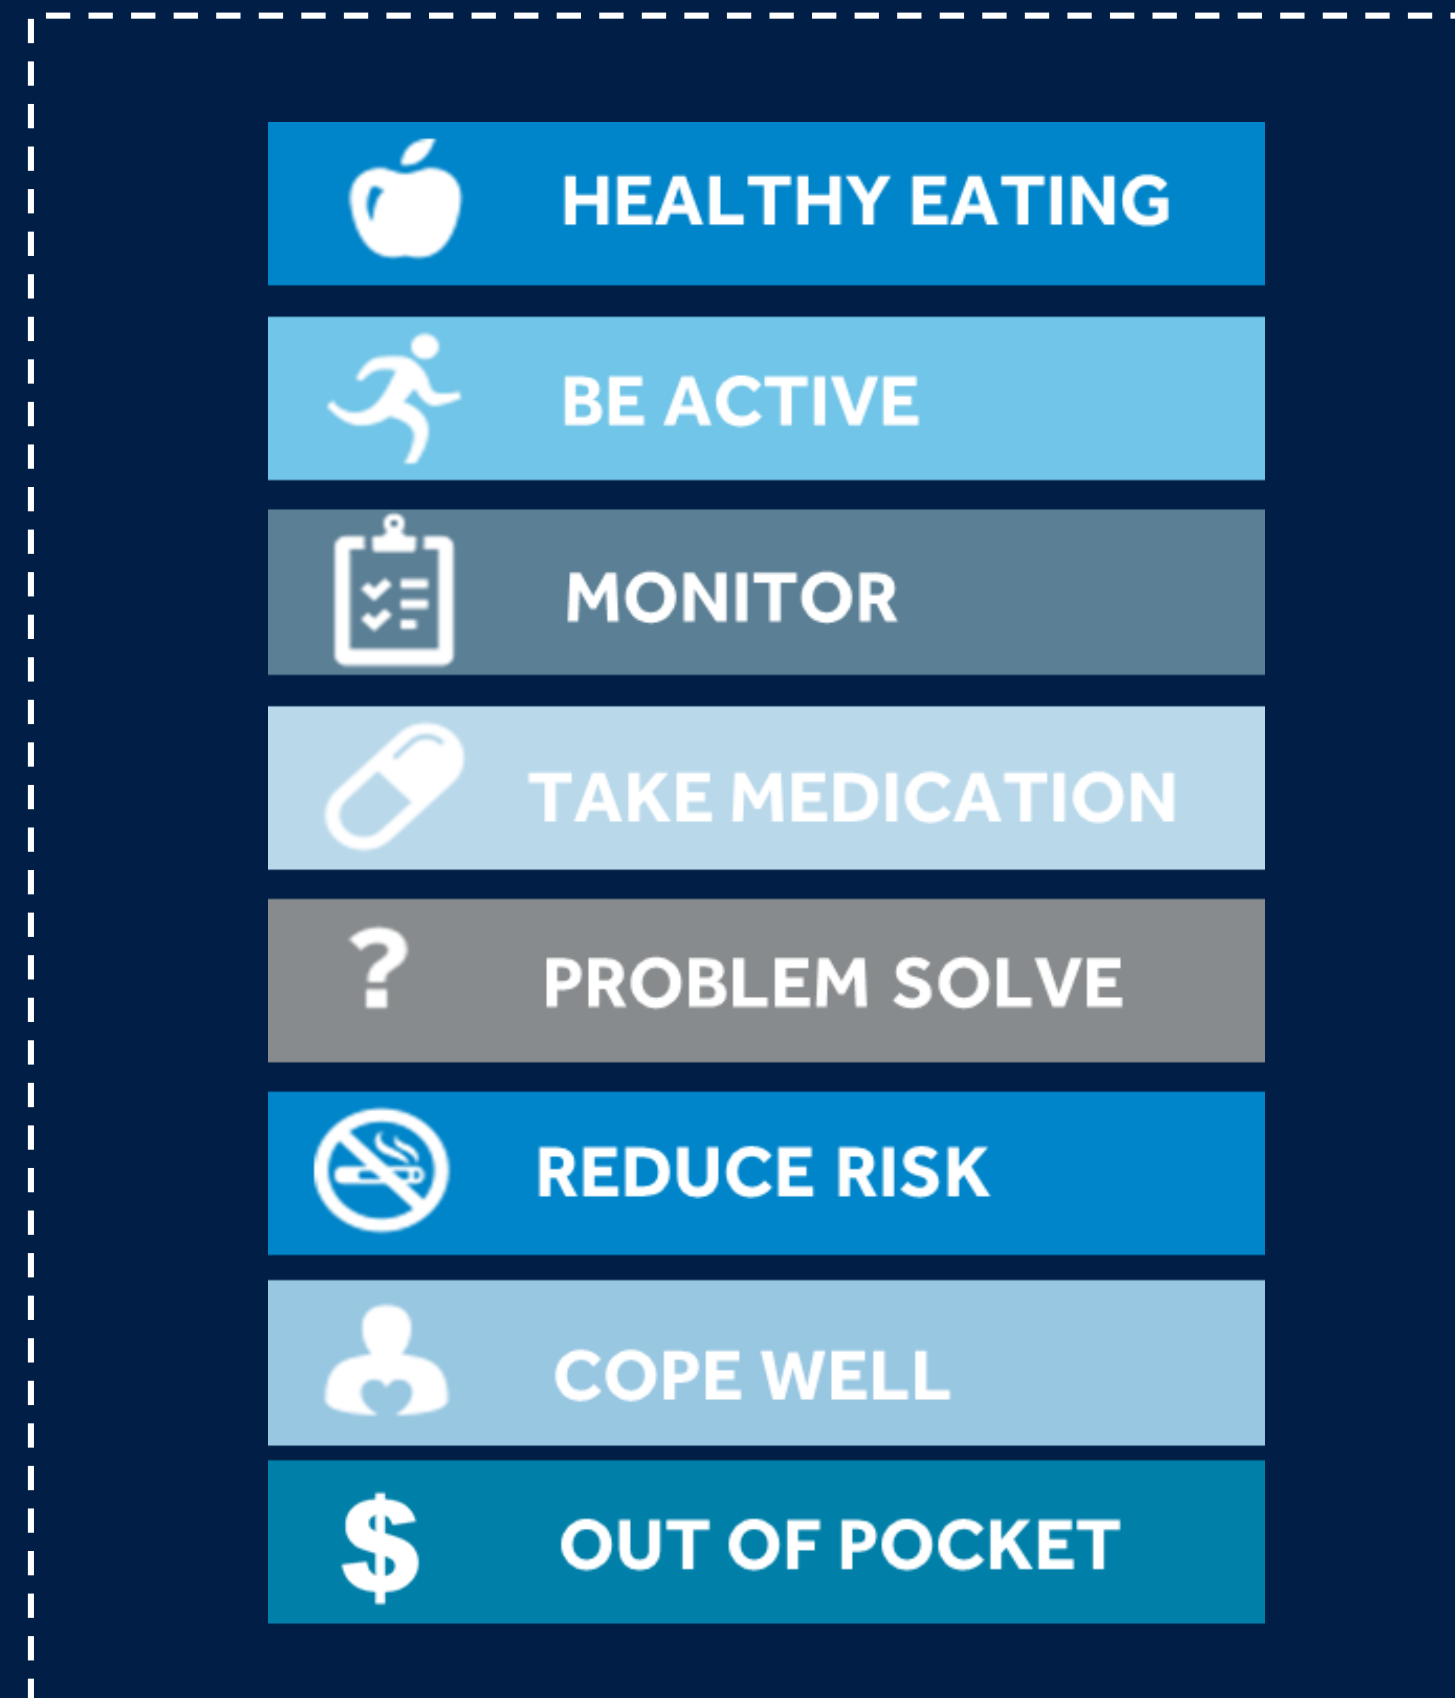 HEALTHY EATING
BE ACTIVE
MONITOR
TAKE MEDICATION
? PROBLEM SOLVE
REDUCE RISK
COPE WELL
$ OUT OF POCKET